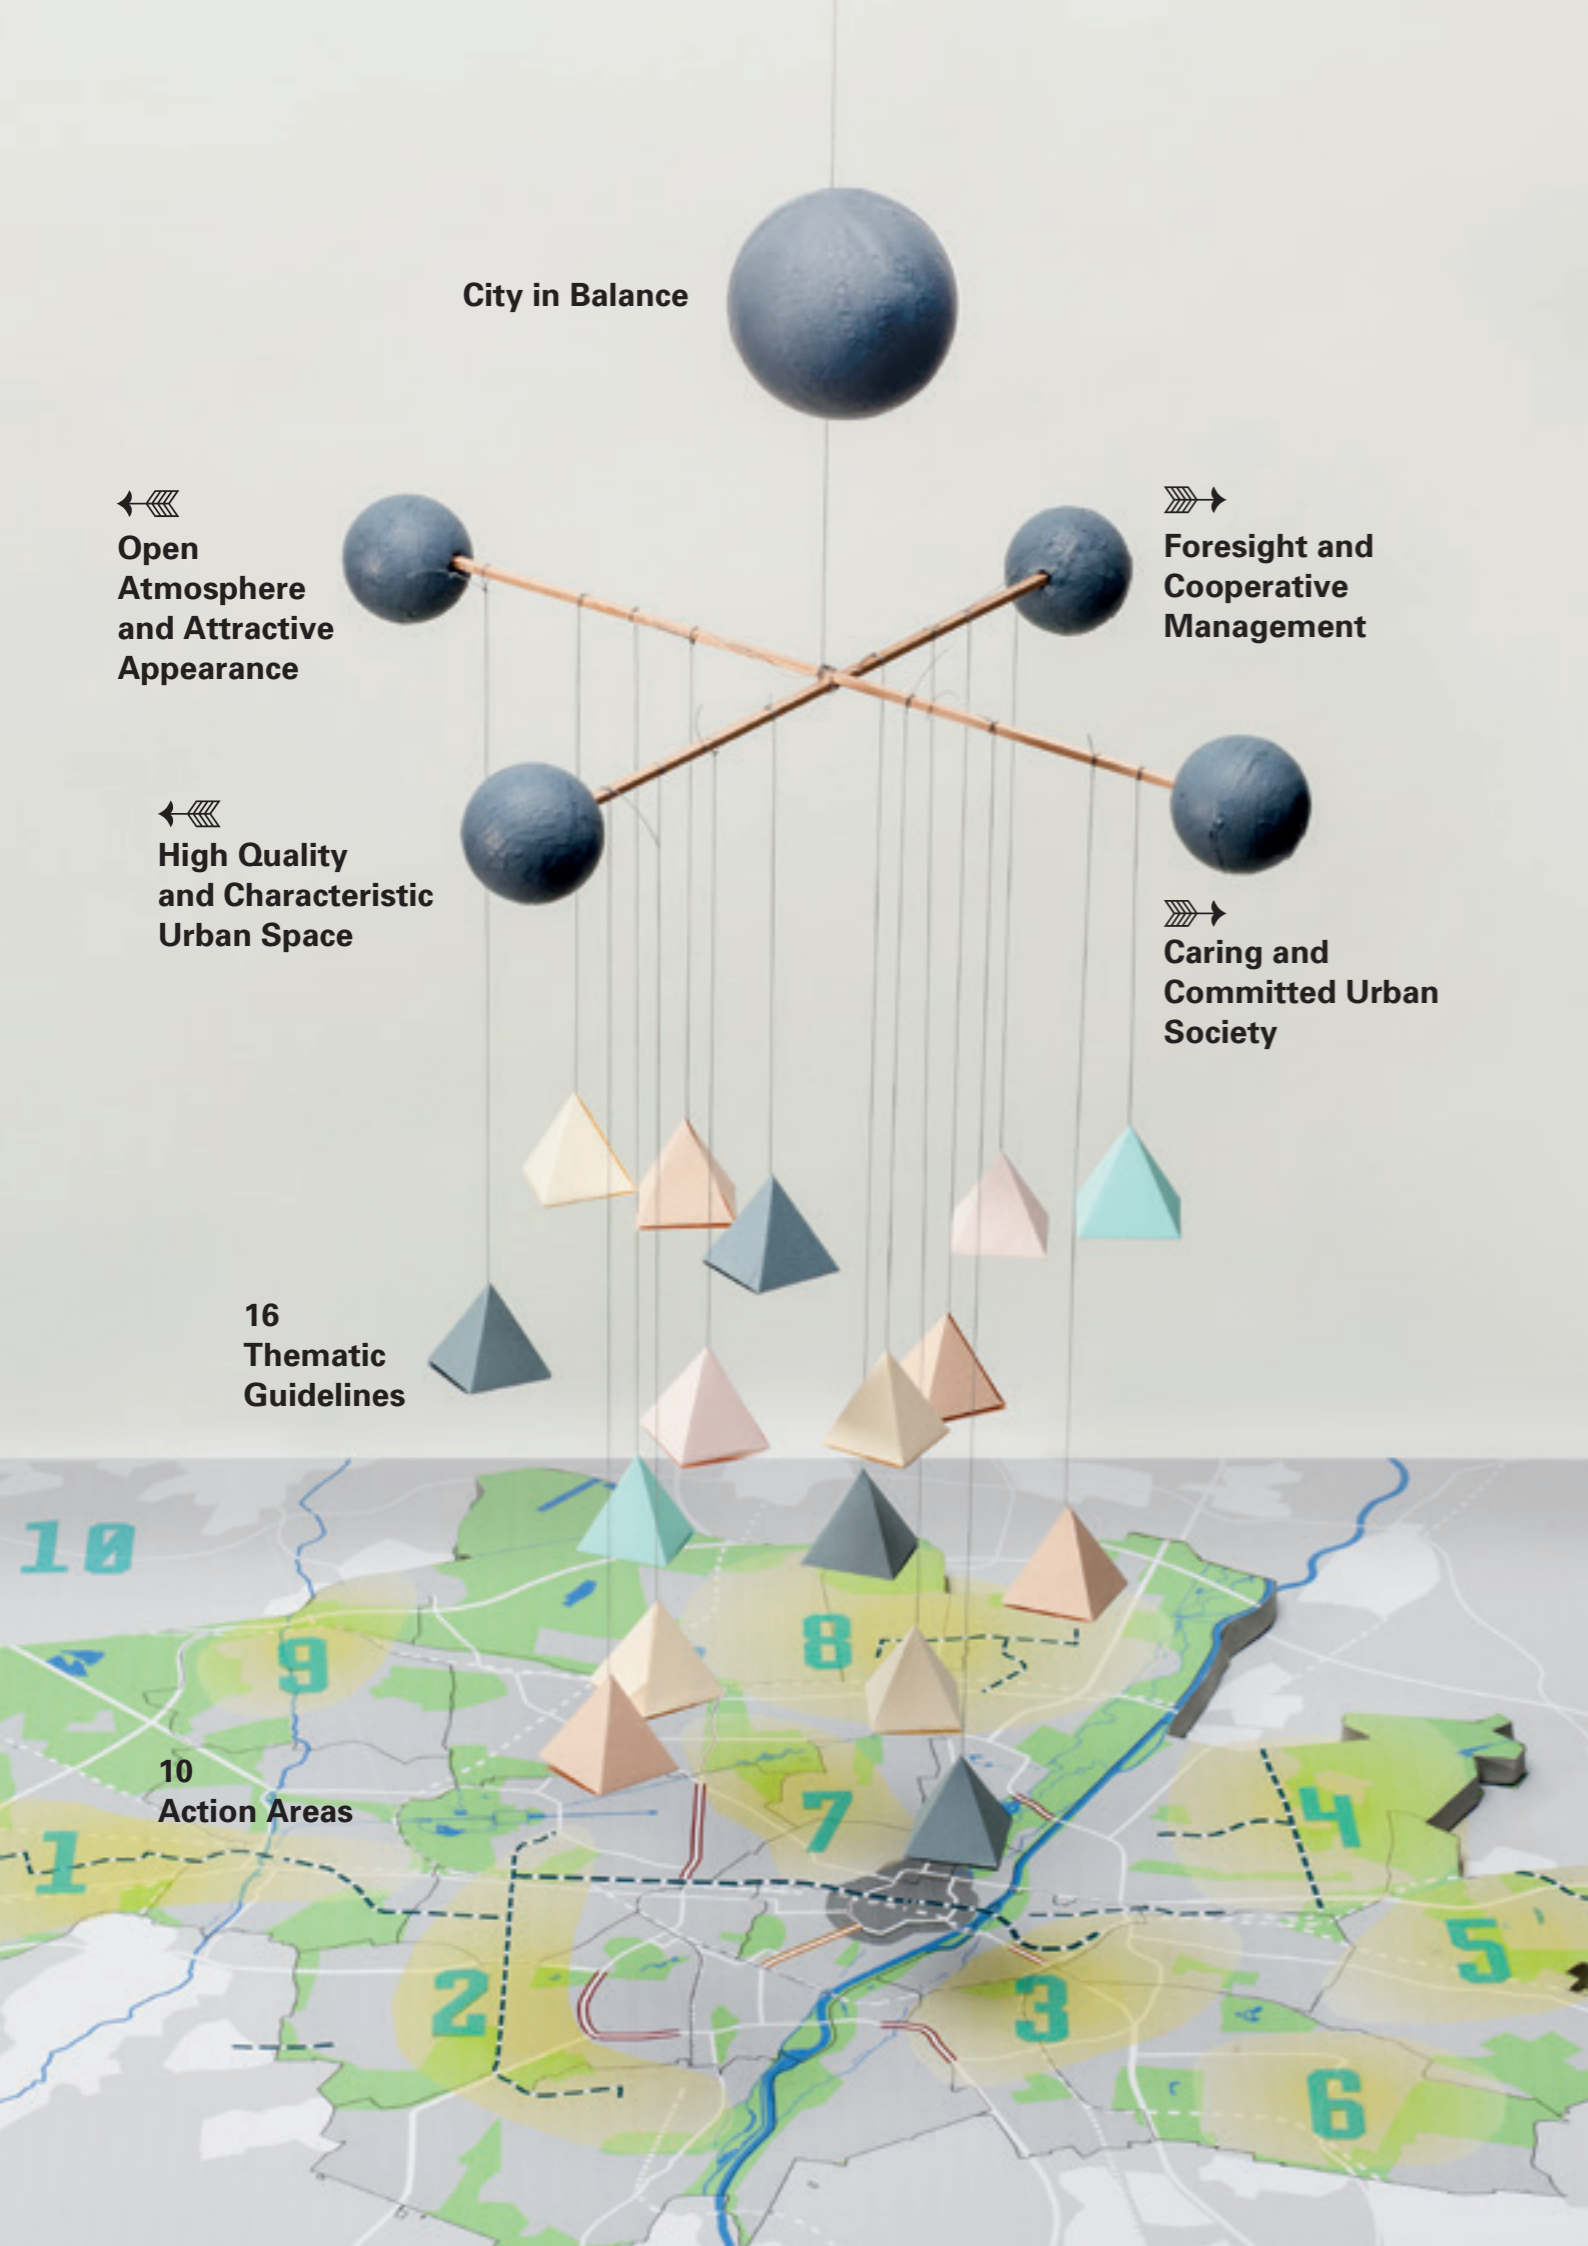 City in Balance
Open
Atmosphere
and Attractive
Appearance
Foresight and
Cooperative
Management
High Quality
and Characteristic
Urban Space
Caring and
Committed Urban
Society
16
Thematic
Guidelines
10
9
8
10
Action Areas
7
4
1
5
2
3
6